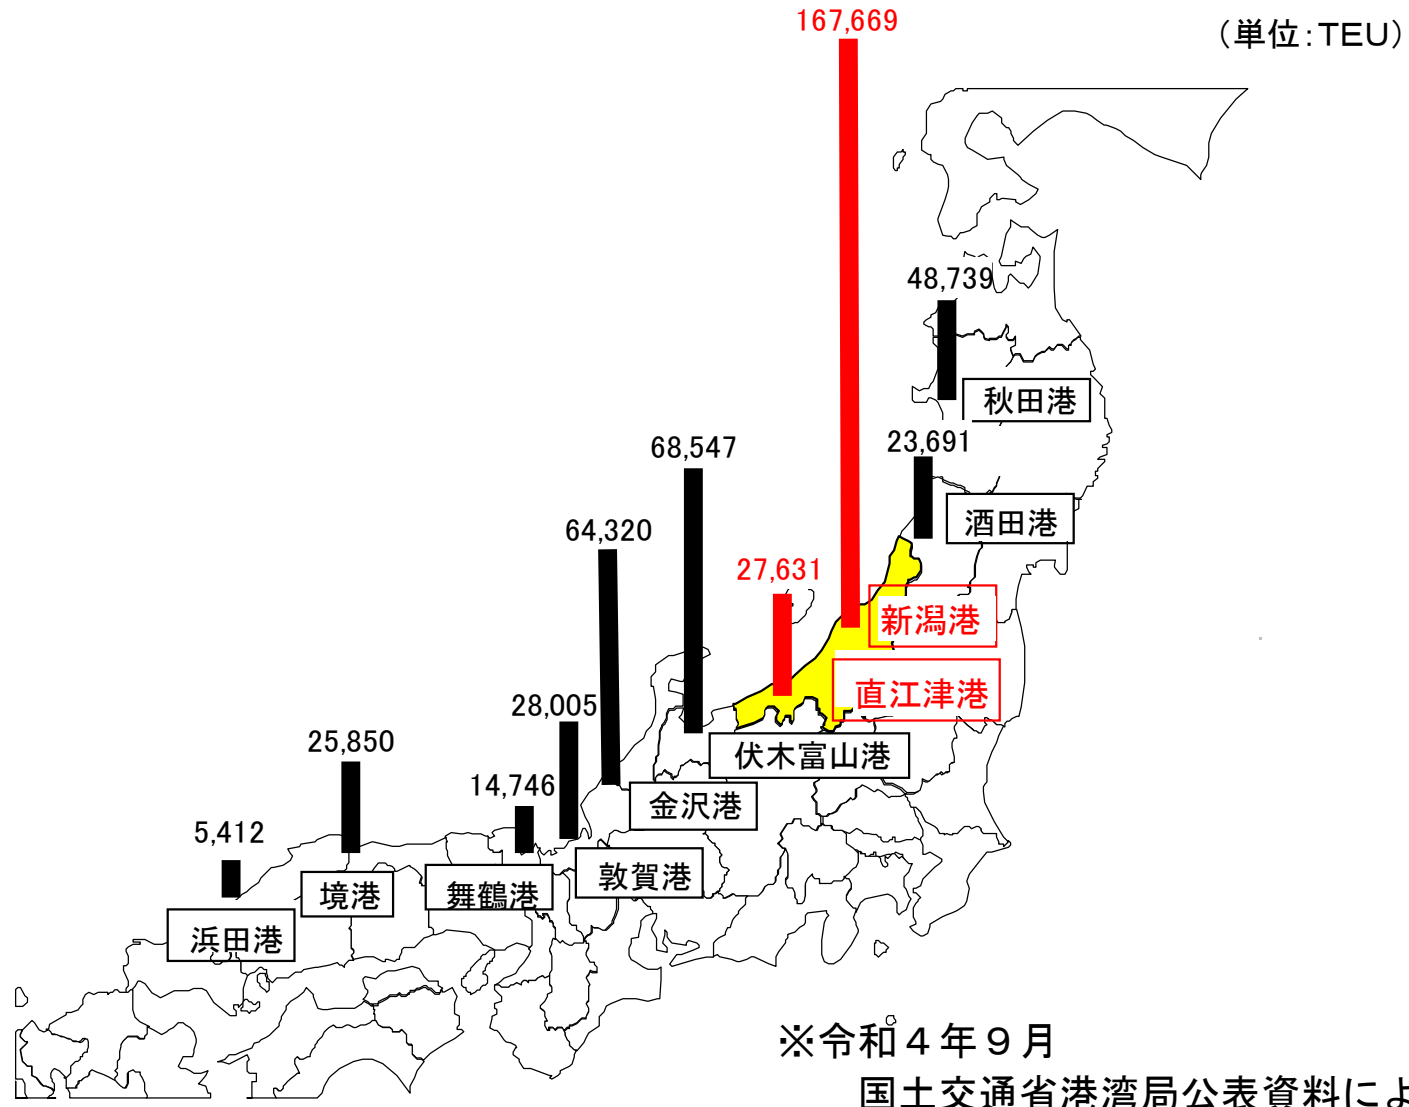 167,669
（単位：TEU）
48,739
秋田港
23,691
酒田港
68,547
64,320
27,631
新潟港
直江津港
28,005
伏木富山港
25,850
14,746
金沢港
5,412
敦賀港
境港
舞鶴港
浜田港
※令和４年９月
国土交通省港湾局公表資料によ